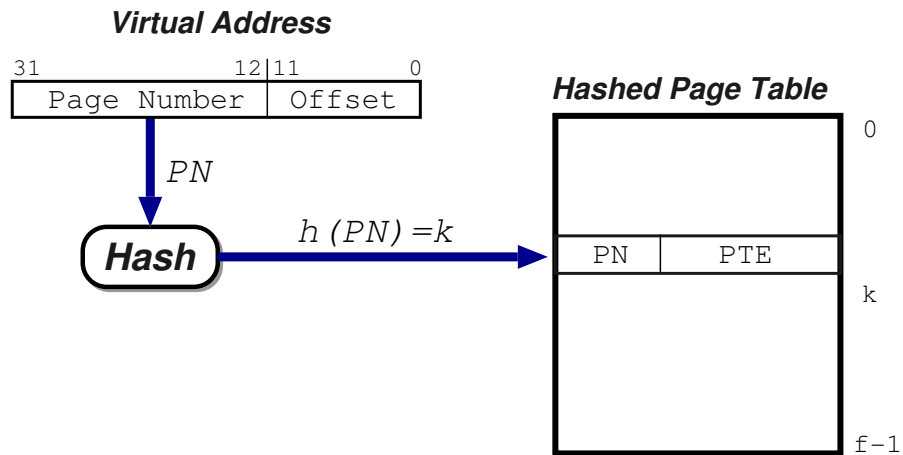 Virtual Address
31 12 11 0
Page Number Offset
Hashed Page Table
0
PN
h(PN)=k
Hash
PN PTE
k
f-1